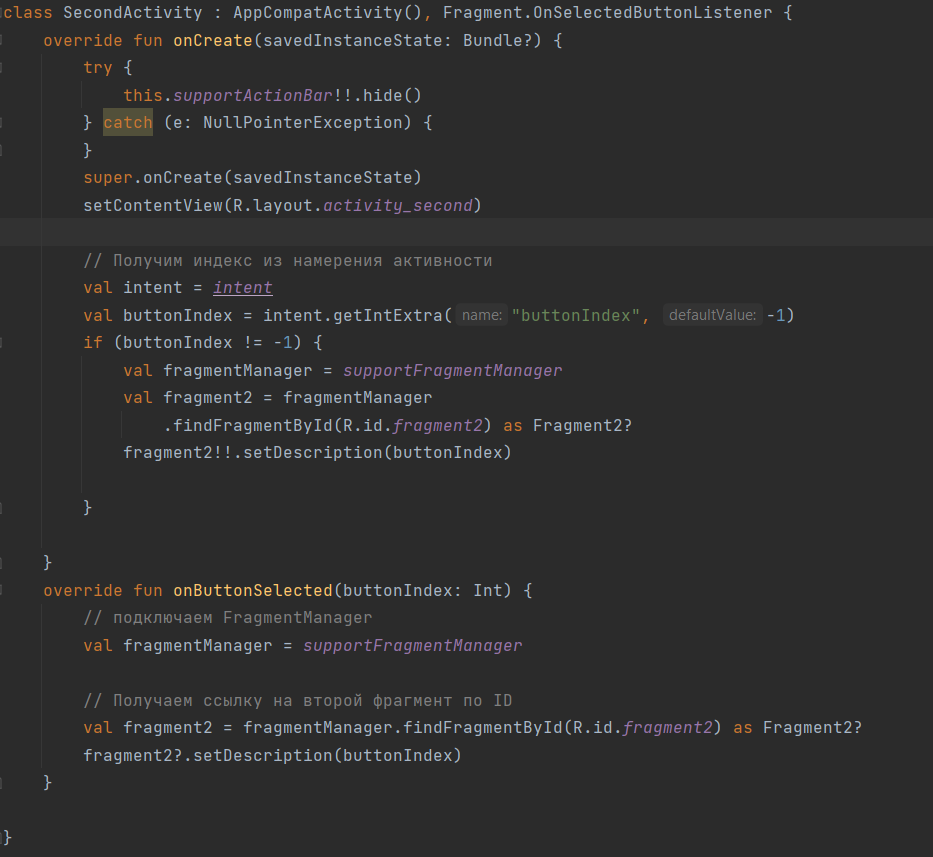 class SecondActivity : AppCompatActivity(), Fragment.OnSelectedButtonListener {
override fun onCreate(savedInstanceState: Bundle?) {
try {
this.supportActionBar!!.hide()
} catch (e: NullPointerException) {
}
super.onCreate(savedInstanceState)
setContentView(R.layout.activity_second)
// Получим индекс из намерения активности
val intent = intent
val buttonIndex = intent.getIntExtra( name: "buttonIndex", defaultValue: -1)
if (buttonIndex != -1) {
val fragmentManager = supportFragmentManager
val fragment2 = fragmentManager
.findFragmentById(R.id.fragment2) as Fragment2?
fragment2!!.setDescription(buttonIndex)
}
}
override fun onButtonSelected(buttonIndex: Int) {
// подключаем FragmentManager
val fragmentManager = supportFragmentManager
// Получаем ссылку на второй фрагмент по ID
val fragment2 = fragmentManager.findFragmentById(R.id.fragment2) as Fragment2?
fragment2?.setDescription(buttonIndex)
}
}